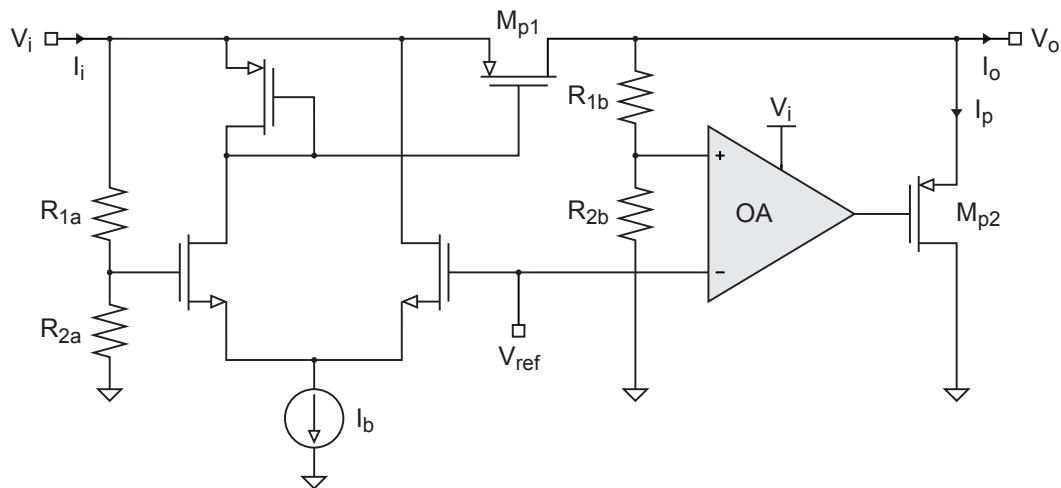 M_p1
V_i
V_o
I_i
I_o
R_1b
V_i
I_p
+
R_1a
R_2b
OA
M_p2
−
R_2a
V_ref
I_b